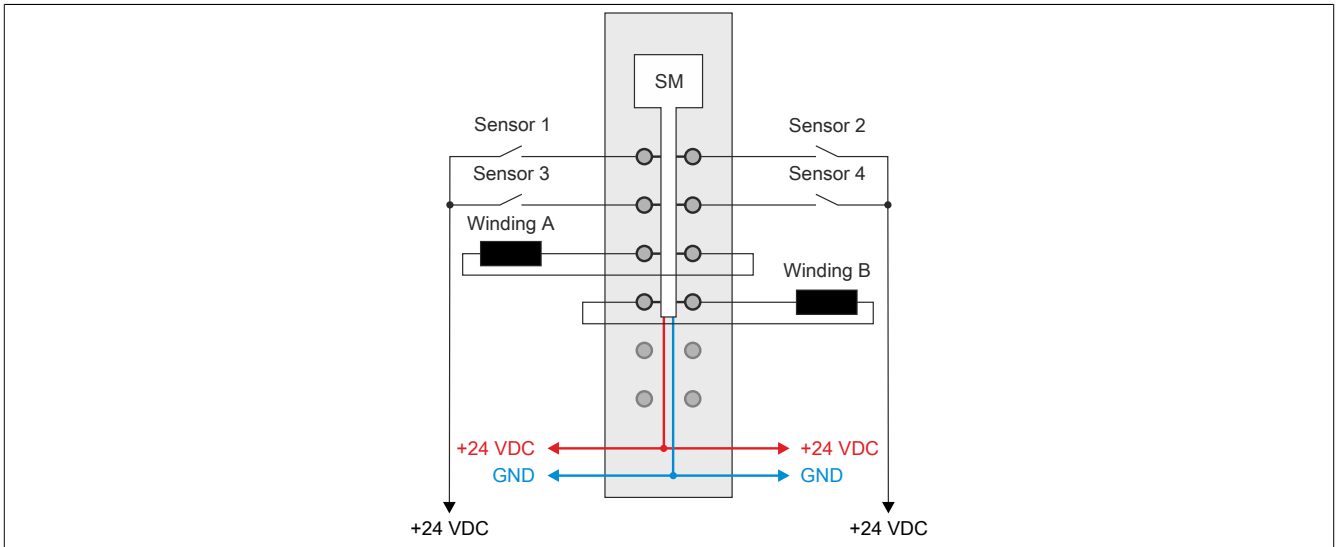 SM
Sensor 1
Sensor 2
Sensor 3
Sensor 4
Winding A
Winding B
+24 VDC
+24 VDC
GND
GND
+24 VDC
+24 VDC